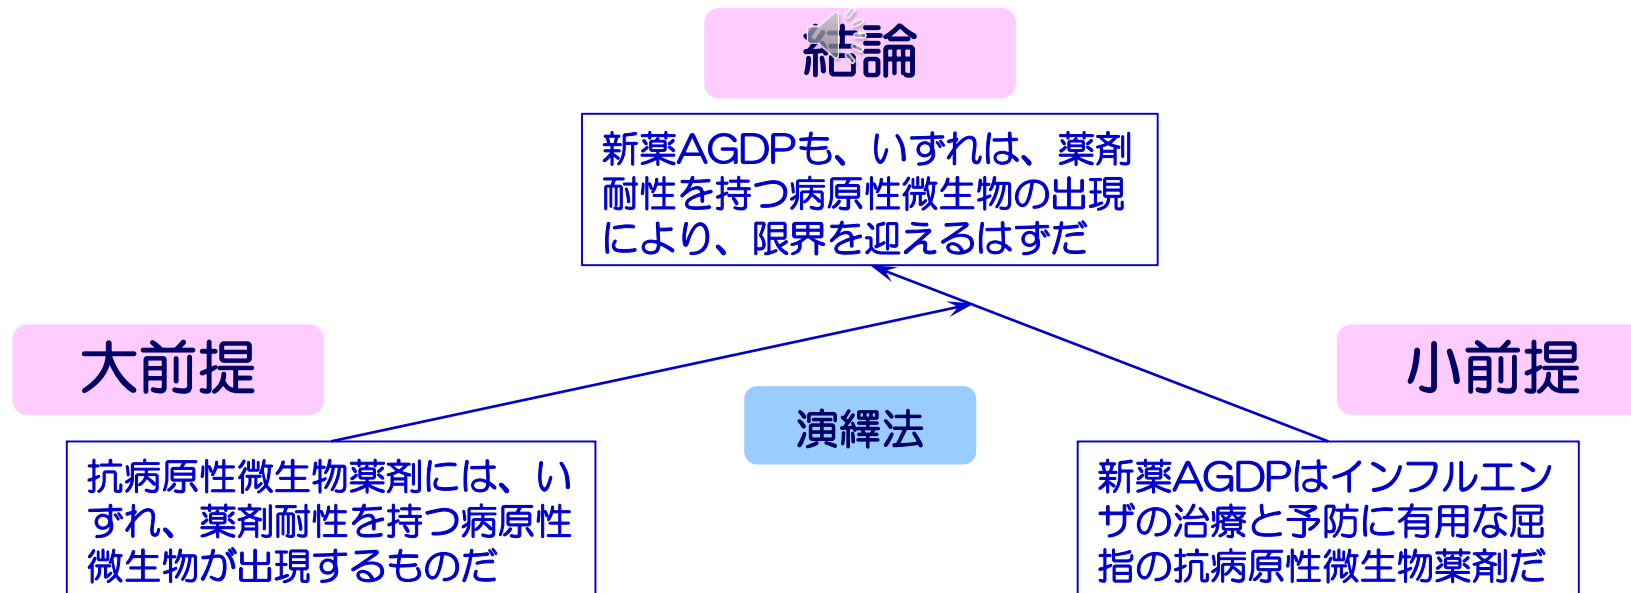 結論
新薬AGDPも、いずれは、薬剤
耐性を持つ病原性微生物の出現
により、限界を迎えるはずだ
大前提
小前提
演繹法
抗病原性微生物薬剤には、い
ずれ、薬剤耐性を持つ病原性
微生物が出現するものだ
新薬AGDPはインフルエン
ザの治療と予防に有用な屈
指の抗病原性微生物薬剤だ